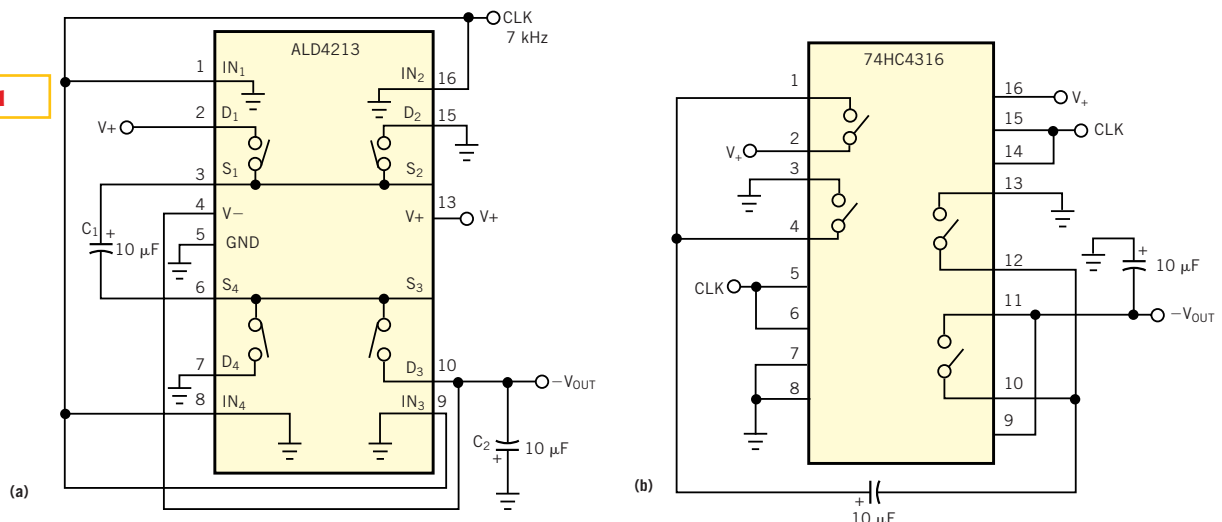 CLK
7 kHz
ALD4213
1
IN1
IN2
16
2
D1
D2
15
V+
3
S1
S2
4
V−
V+
13
V+
C1
+
10 µF
5
GND
6
S4
S3
7
D4
D3
10
−VOUT
8
IN4
IN3
9
C2
+
10 µF
(a)
74HC4316
1
16
V+
15
CLK
2
V+
14
3
13
4
12
+
10 µF
5
CLK
11
−VOUT
6
7
10
8
9
(b)
+
10 µF